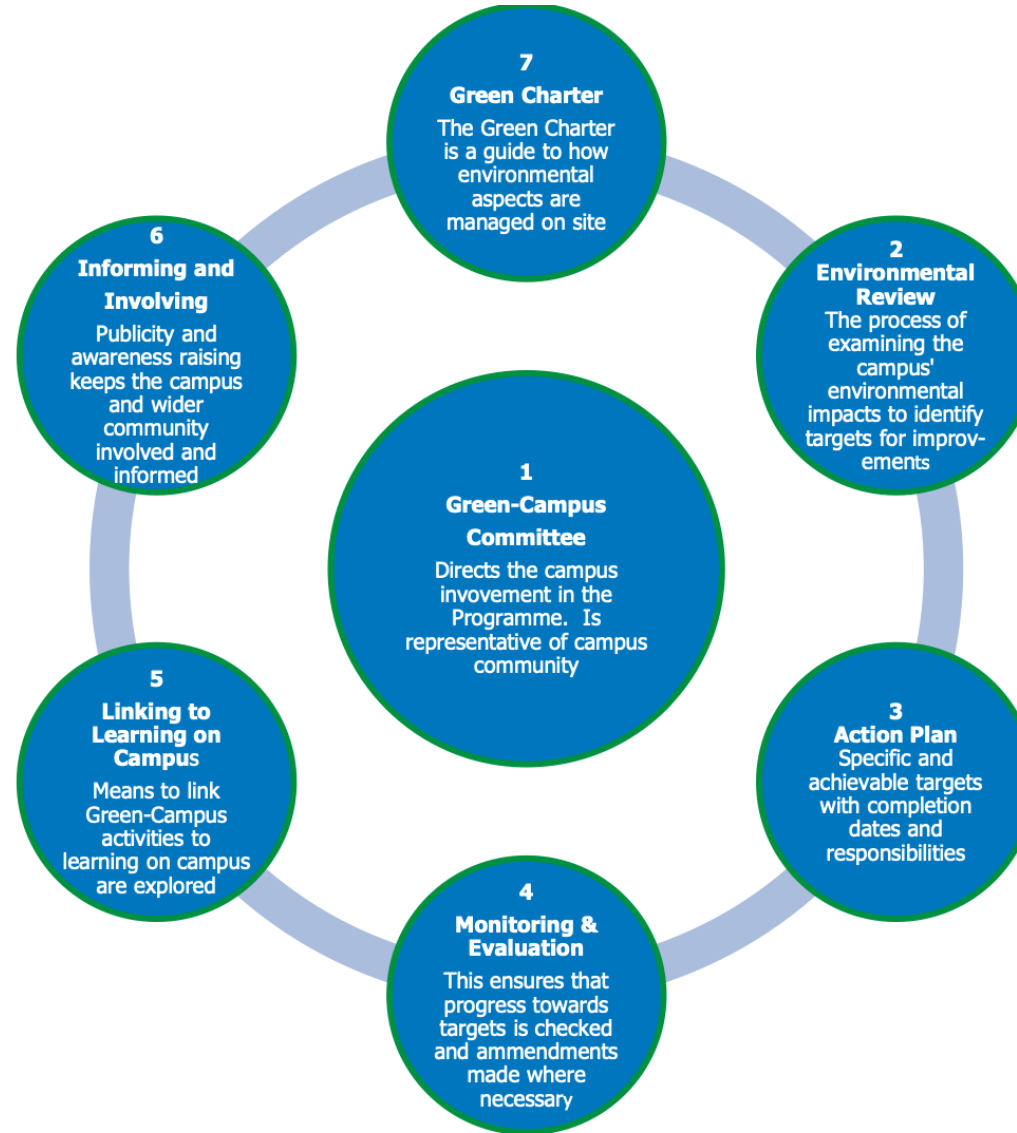 1
Green-Campus
Committee
Directs the campus
invovement in the
Programme.  Is
representative of campus
community
2
Environmental
Review
The process of
examining the
campus'
environmental
impacts to identify
targets for improv-
ements
3
Action Plan
Specific and
achievable targets
with completion
dates and
responsibilities
4
Monitoring &
Evaluation
This ensures that
progress towards
targets is checked
and ammendments
made where
necessary
5
Linking to
Learning on
Campus
Means to link
Green-Campus
activities to
learning on campus
are explored
6
Informing and
Involving
Publicity and
awareness raising
keeps the campus
and wider
community
involved and
informed
7
Green Charter
The Green Charter
is a guide to how
environmental
aspects are
managed on site